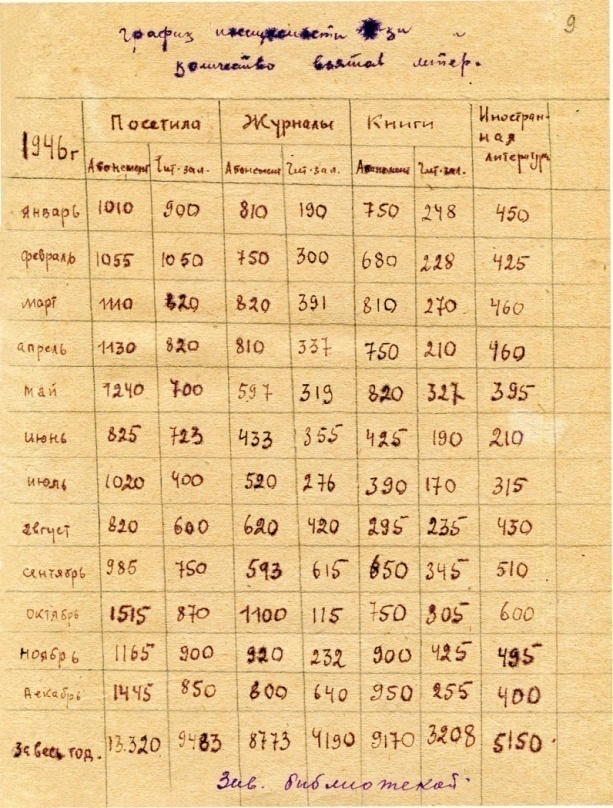 9
график посещаемости и
количество взятой литер.
1946г Посетила Журналы Книги Иностранная литература
Абонемент Чит-зал. Абонемент Чит-зал. Абонемент Чит-зал.
январь 1010 900 810 190 750 248 450
февраль 1055 1050 750 300 680 228 425
март 1110 820 820 391 810 270 460
апрель 1130 820 810 337 750 210 460
май 1240 700 597 319 820 327 395
июнь 825 723 433 355 425 190 210
июль 1020 400 520 276 390 170 315
август 820 600 620 420 295 235 430
сентябрь 985 750 593 615 650 345 510
октябрь 1515 870 1100 115 750 305 600
ноябрь 1165 900 920 232 900 425 495
декабрь 1445 850 800 640 950 255 400
За весь год. 13.320 9483 8773 4190 9170 3208 5150.
Зав. библиотекой